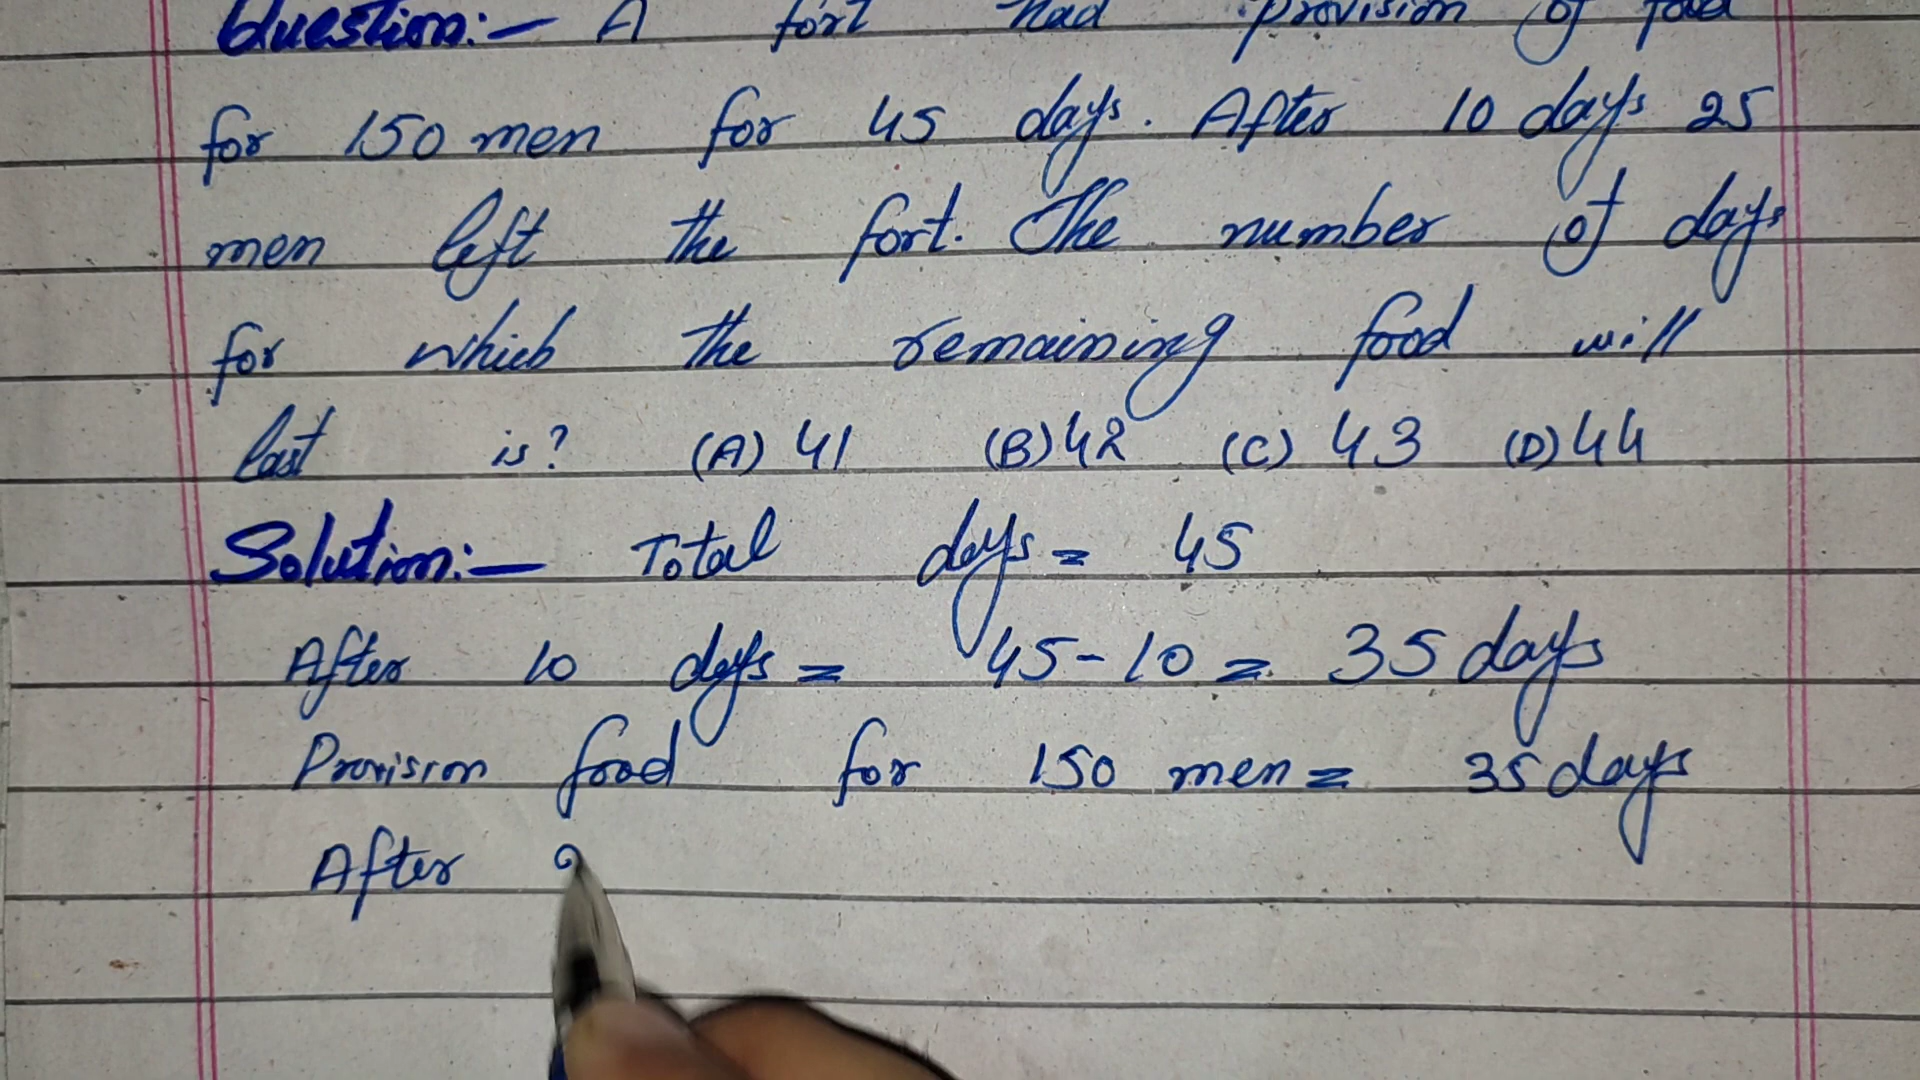 Question:- A fort had provision of food
for 150 men for 45 days. After 10 days 25
men left the fort. The number of days
for which the remaining food will
last is? (A) 41 (B) 42 (C) 43 (D) 44
Solution:- Total days = 45
After 10 days = 45-10 = 35 days
Provision food for 150 men = 35 days
After